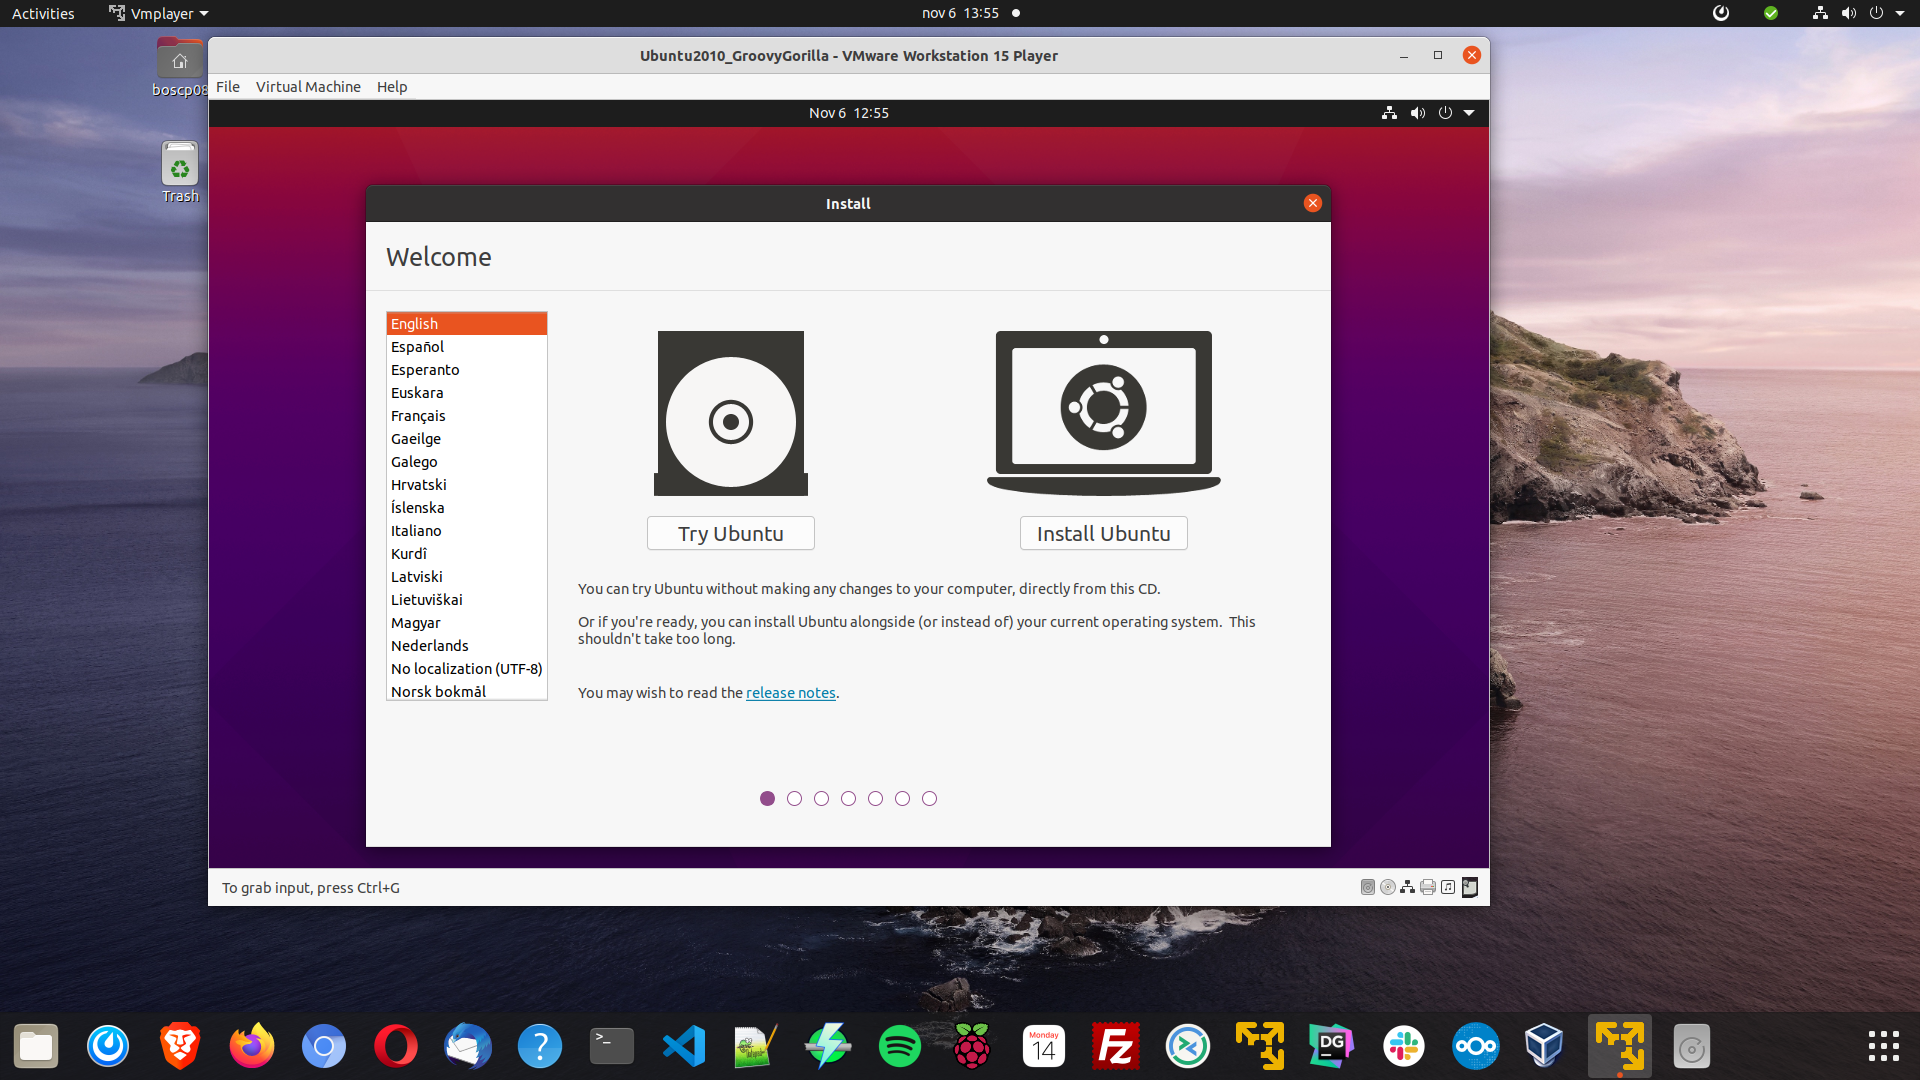 Activities
Vmplayer
nov 6 13:55
boscp08
Trash
Ubuntu2010_GroovyGorilla - VMware Workstation 15 Player
File Virtual Machine Help
Nov 6 12:55
Install
Welcome
English
Español
Esperanto
Euskara
Français
Gaeilge
Galego
Hrvatski
Íslenska
Italiano
Kurdî
Latviski
Lietuviškai
Magyar
Nederlands
No localization (UTF-8)
Norsk bokmål
Try Ubuntu
Install Ubuntu
You can try Ubuntu without making any changes to your computer, directly from this CD.
Or if you're ready, you can install Ubuntu alongside (or instead of) your current operating system. This
shouldn't take too long.
You may wish to read the release notes.
To grab input, press Ctrl+G
?
>_
Monday
14
Fz
DG